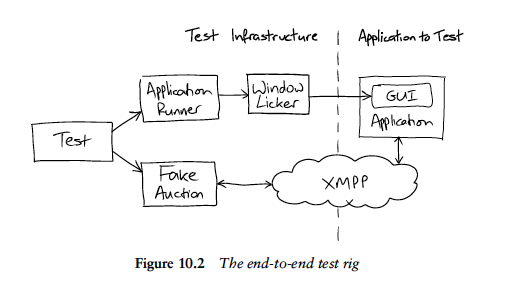 Test Infrastructure
Application to Test
Application
Runner
Window
Licker
GUI
Application
Test
Fake
Auction
XMPP
Figure 10.2 The end-to-end test rig